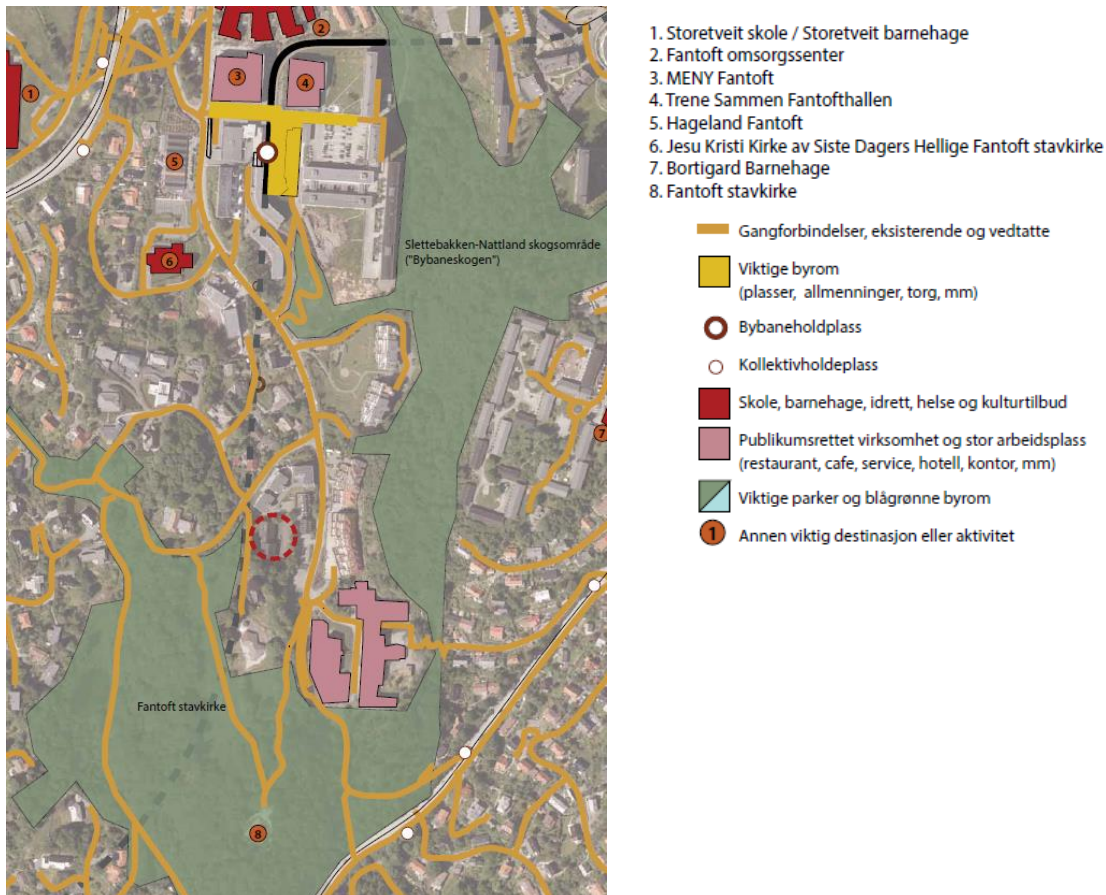 2
3
4
1
5
6
Slettebakken-Nattland skogsområde
("Bybaneskogen")
7
Fantoft stavkirke
8
1. Storetveit skole / Storetveit barnehage
2. Fantoft omsorgssenter
3. MENY Fantoft
4. Trene Sammen Fantofthallen
5. Hageland Fantoft
6. Jesu Kristi Kirke av Siste Dagers Hellige Fantoft stavkirke
7. Bortigard Barnehage
8. Fantoft stavkirke
Gangforbindelser, eksisterende og vedtatte
Viktige byrom
(plasser, allmenninger, torg, mm)
Bybaneholdplass
Kollektivholdeplass
Skole, barnehage, idrett, helse og kulturtilbud
Publikumsrettet virksomhet og stor arbeidsplass
(restaurant, cafe, service, hotell, kontor, mm)
Viktige parker og blågrønne byrom
1 Annen viktig destinasjon eller aktivitet